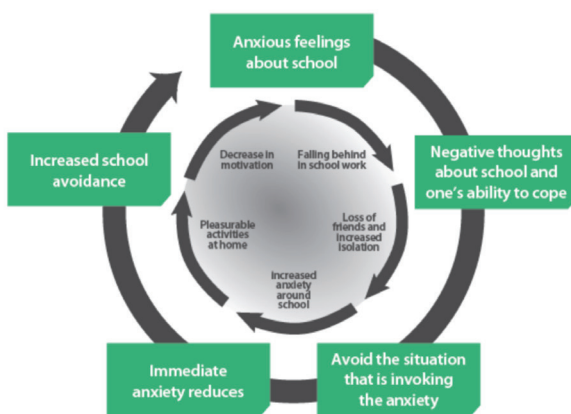 Anxious feelings
about school
Negative thoughts
about school and
one's ability to cope
Avoid the situation
that is invoking
the anxiety
Immediate
anxiety reduces
Increased school
avoidance
Falling behind
in school work
Loss of
friends and
increased
isolation
Increased
anxiety
around
school
Pleasurable
activities
at home
Decrease in
motivation